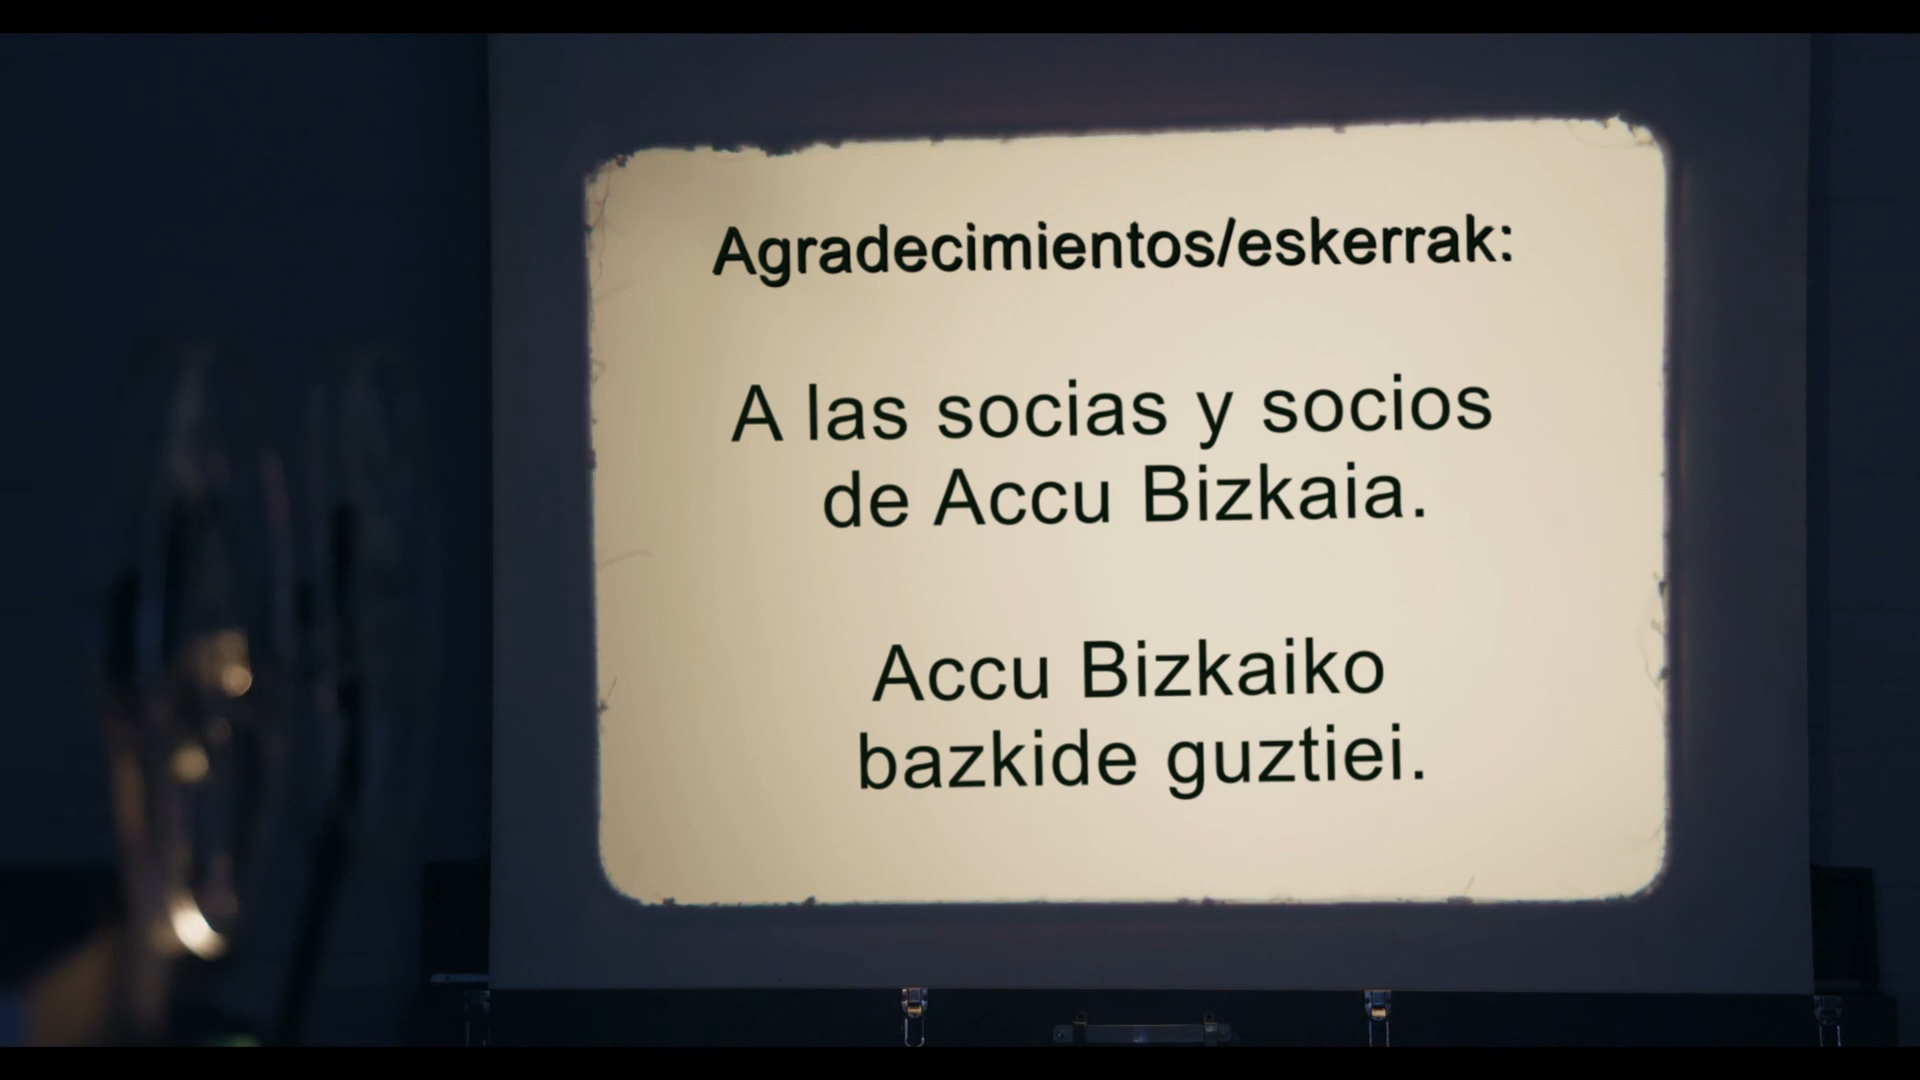 Agradecimientos/eskerrak:
A las socias y socios
de Accu Bizkaia.
Accu Bizkaiko
bazkide guztiei.